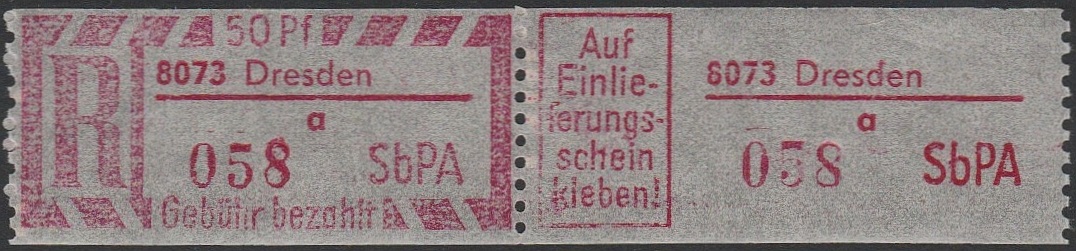 50 Pf
R
8073 Dresden
a
058 SbPA
Gebühr bezahlt
Auf
Einlie-
ferungs-
schein
kleben!
8073 Dresden
a
058 SbPA